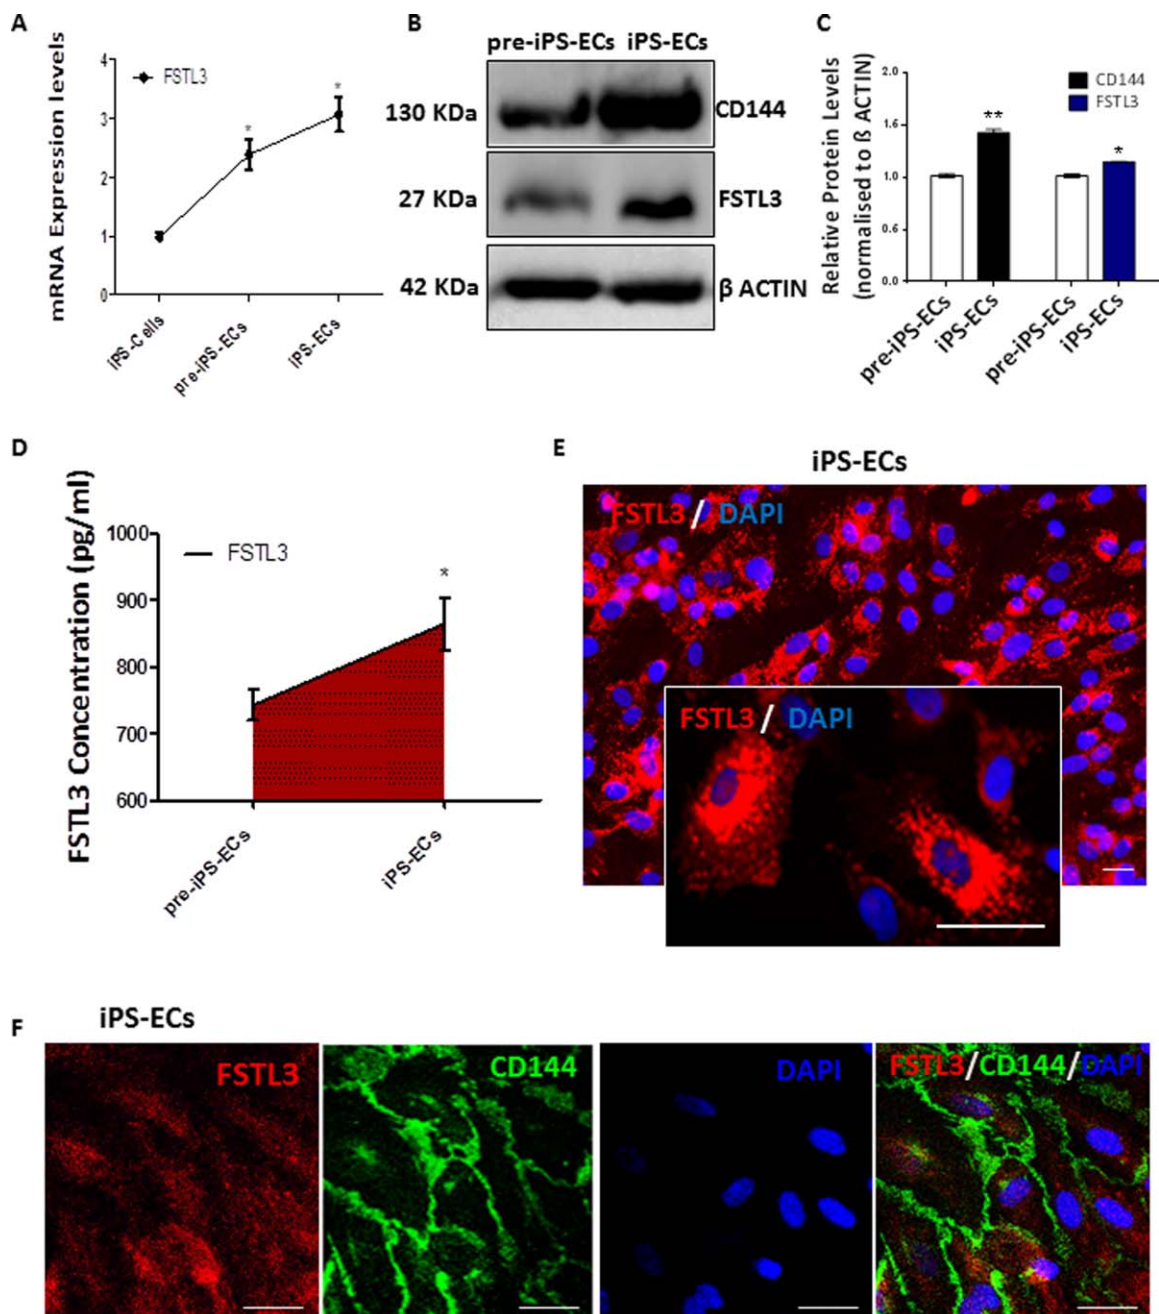 A
mRNA Expression levels
FSTL3
4
3
2
1
0
*
*
iPS-Cells
pre-iPS-ECs
iPS-ECs
B
pre-iPS-ECs iPS-ECs
130 KDa
CD144
27 KDa
FSTL3
42 KDa
β ACTIN
C
Relative Protein Levels
(normalised to ß ACTIN)
2.0
1.6
1.0
0.6
0.0
CD144
FSTL3
**
*
pre-iPS-ECs
iPS-ECs
pre-iPS-ECs
iPS-ECs
D
FSTL3 Concentration (pg/ml)
1000
900
800
700
600
FSTL3
*
pre-iPS-ECs
iPS-ECs
E
iPS-ECs
FSTL3 / DAPI
FSTL3 / DAPI
F
iPS-ECs
FSTL3
CD144
DAPI
FSTL3/CD144/DAPI